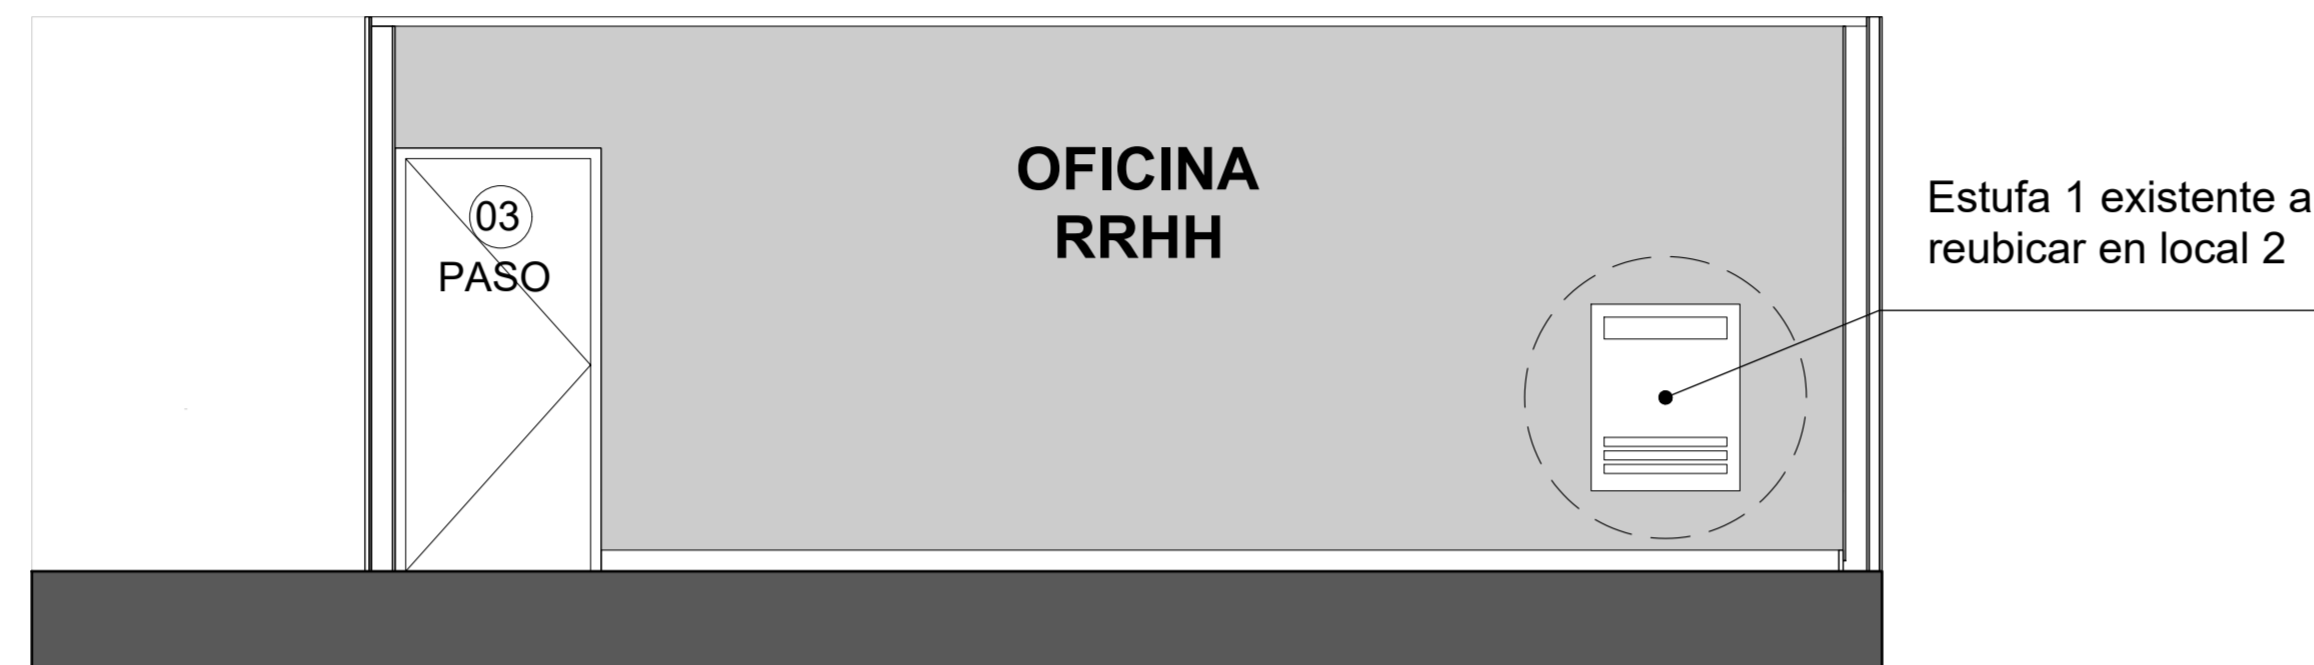 OFICINA
RRHH
03
PASO
Estufa 1 existente a
reubicar en local 2